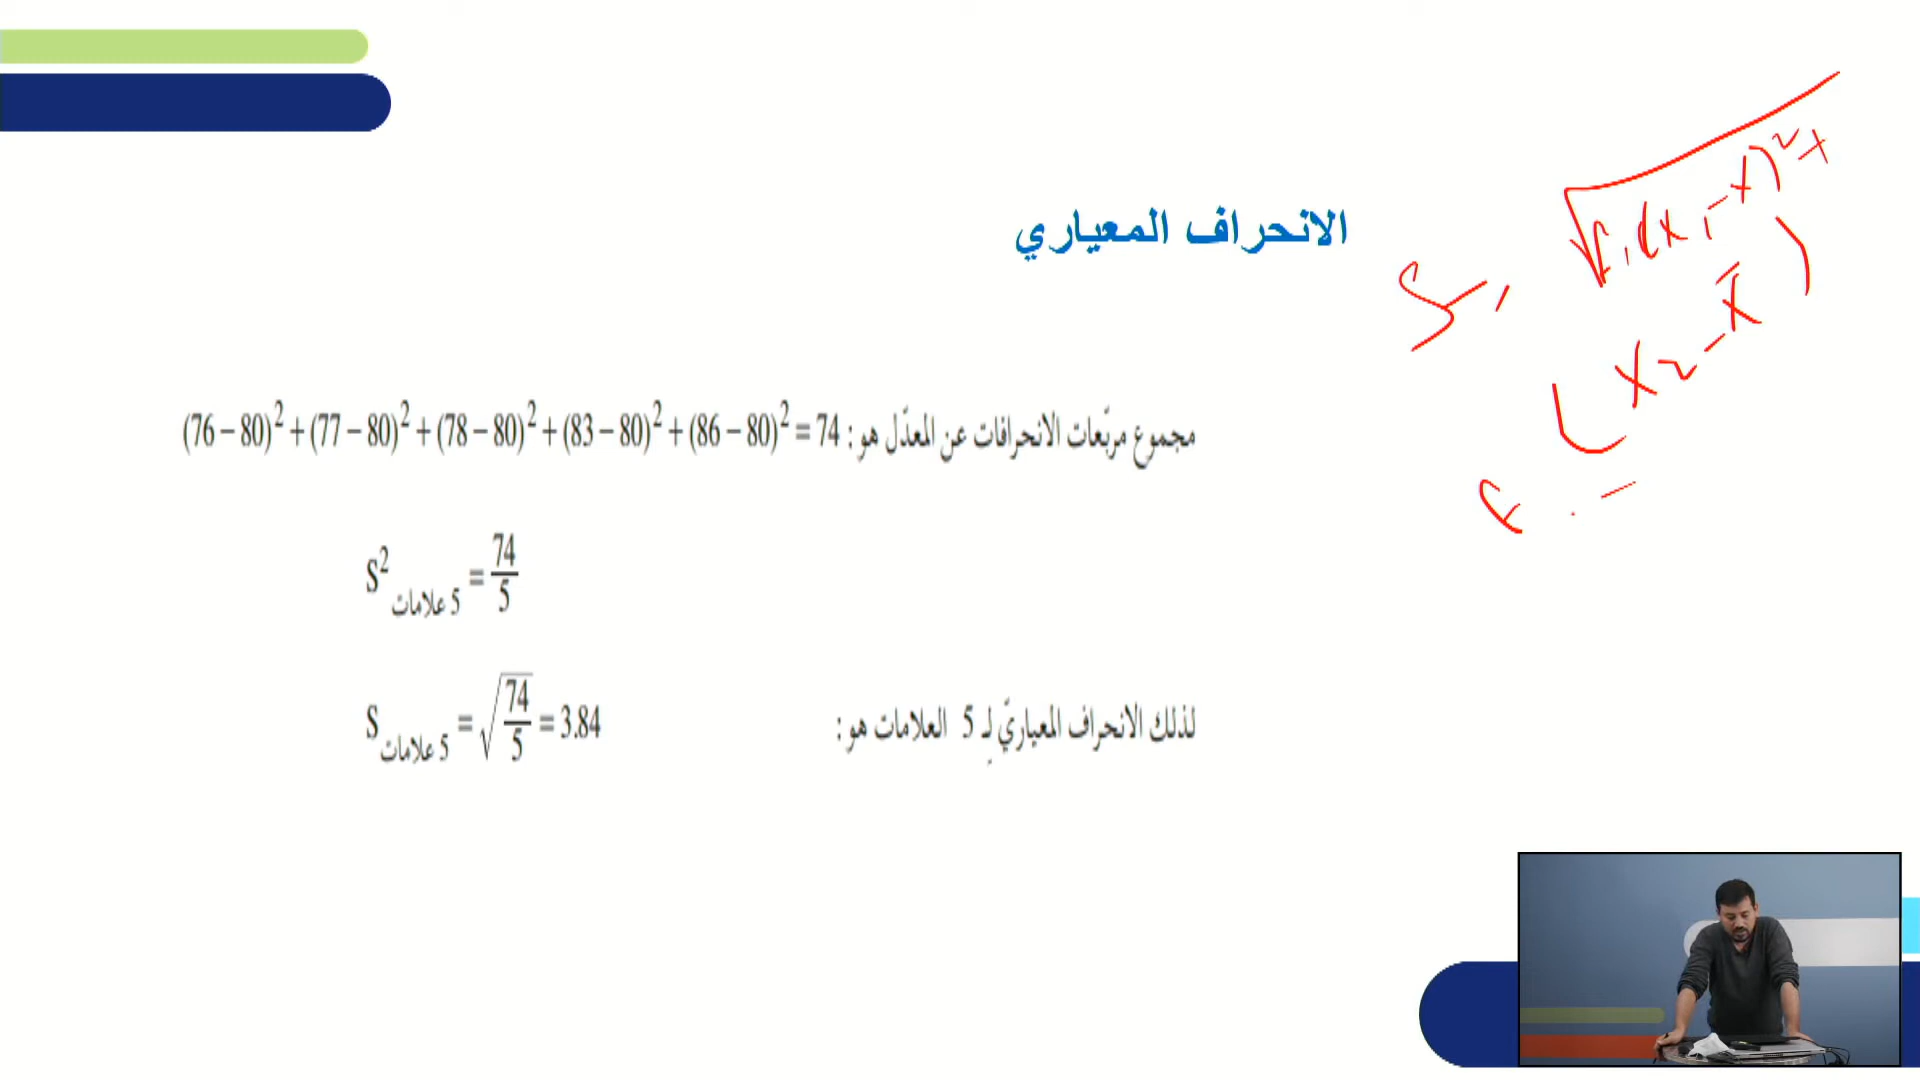 الانحراف المعياري
مجموع مربّعات الانحرافات عن المعدّل هو : (76 – 80)² + (77 – 80)² + (78 – 80)² + (83 – 80)² + (86 – 80)² = 74
S² 5 علامات = 74/5
لذلك الانحراف المعياريّ لـ 5 العلامات هو : S 5 علامات = √(74/5) = 3.84
(x₂ – x̄)